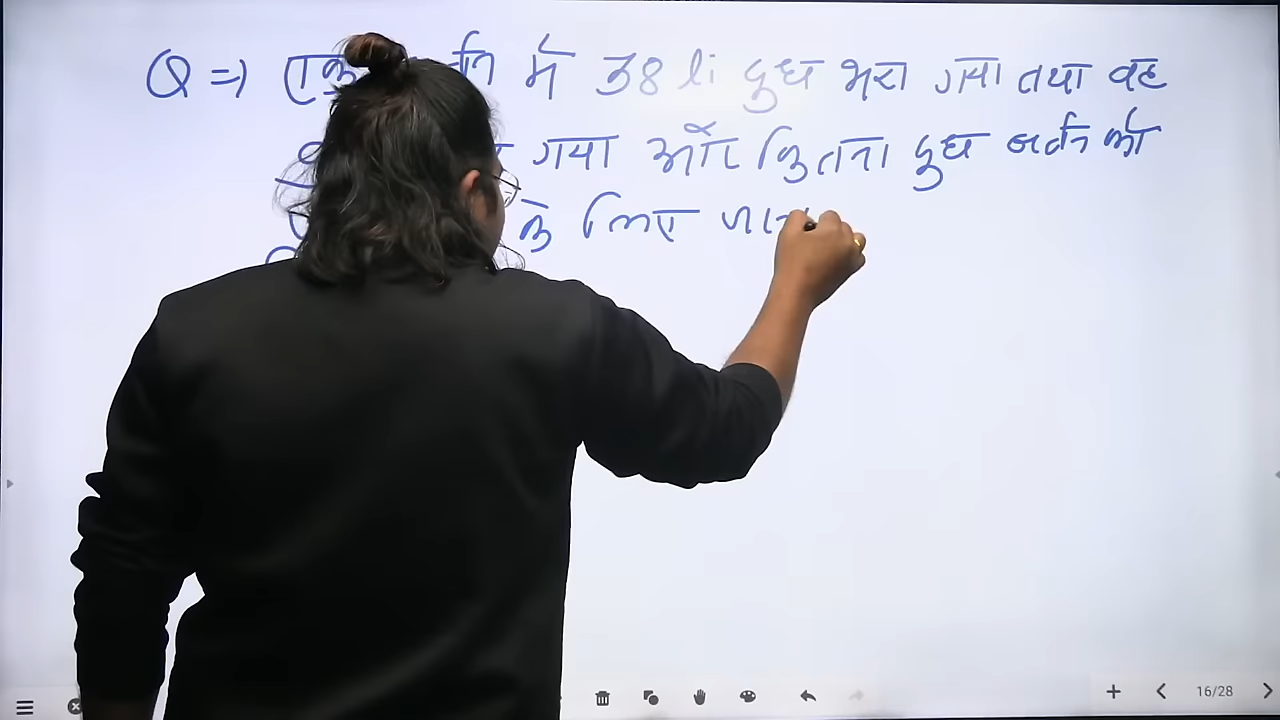 Q => एक में 38 li दुध भरा गया तथा वह
गया और कितना दुध बर्तन को
के लिए
16/28